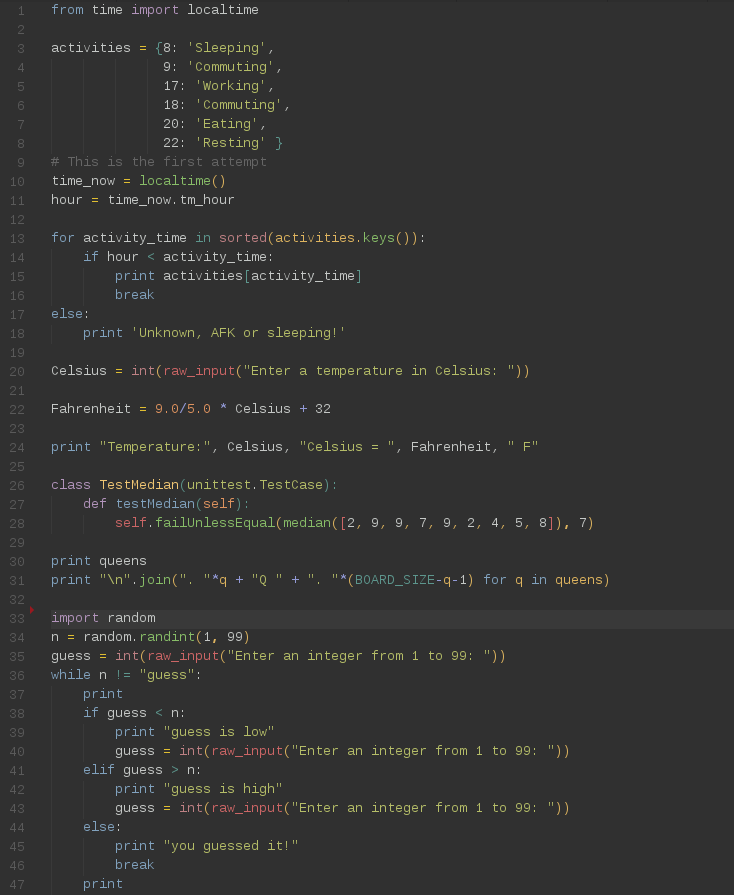 1 from time import localtime
2
3 activities = {8: 'Sleeping',
4               9: 'Commuting',
5               17: 'Working',
6               18: 'Commuting',
7               20: 'Eating',
8               22: 'Resting' }
9 # This is the first attempt
10 time_now = localtime()
11 hour = time_now.tm_hour
12
13 for activity_time in sorted(activities.keys()):
14     if hour < activity_time:
15         print activities[activity_time]
16         break
17 else:
18     print 'Unknown, AFK or sleeping!'
19
20 Celsius = int(raw_input("Enter a temperature in Celsius: "))
21
22 Fahrenheit = 9.0/5.0 * Celsius + 32
23
24 print "Temperature:", Celsius, "Celsius = ", Fahrenheit, " F"
25
26 class TestMedian(unittest.TestCase):
27     def testMedian(self):
28         self.failUnlessEqual(median([2, 9, 9, 7, 9, 2, 4, 5, 8]), 7)
29
30 print queens
31 print "\n".join(". "*q + "Q " + ". "*(BOARD_SIZE-q-1) for q in queens)
32
33 import random
34 n = random.randint(1, 99)
35 guess = int(raw_input("Enter an integer from 1 to 99: "))
36 while n != "guess":
37     print
38     if guess < n:
39         print "guess is low"
40         guess = int(raw_input("Enter an integer from 1 to 99: "))
41     elif guess > n:
42         print "guess is high"
43         guess = int(raw_input("Enter an integer from 1 to 99: "))
44     else:
45         print "you guessed it!"
46         break
47     print